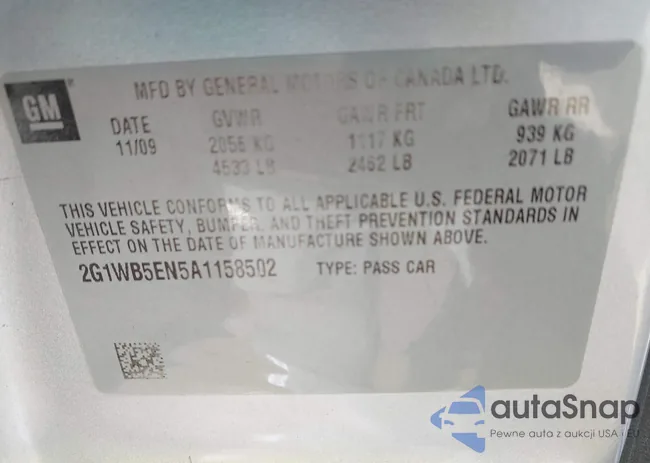 MFD BY GENERAL MOTORS OF CANADA LTD.
GM
DATE GVWR GAWR FRT GAWR RR
11/09 2056 KG 1117 KG 939 KG
4533 LB 2462 LB 2071 LB
THIS VEHICLE CONFORMS TO ALL APPLICABLE U.S. FEDERAL MOTOR
VEHICLE SAFETY, BUMPER, AND THEFT PREVENTION STANDARDS IN
EFFECT ON THE DATE OF MANUFACTURE SHOWN ABOVE.
2G1WB5EN5A1158502 TYPE: PASS CAR
autaSnap
Pewne auta z aukcji USA i EU